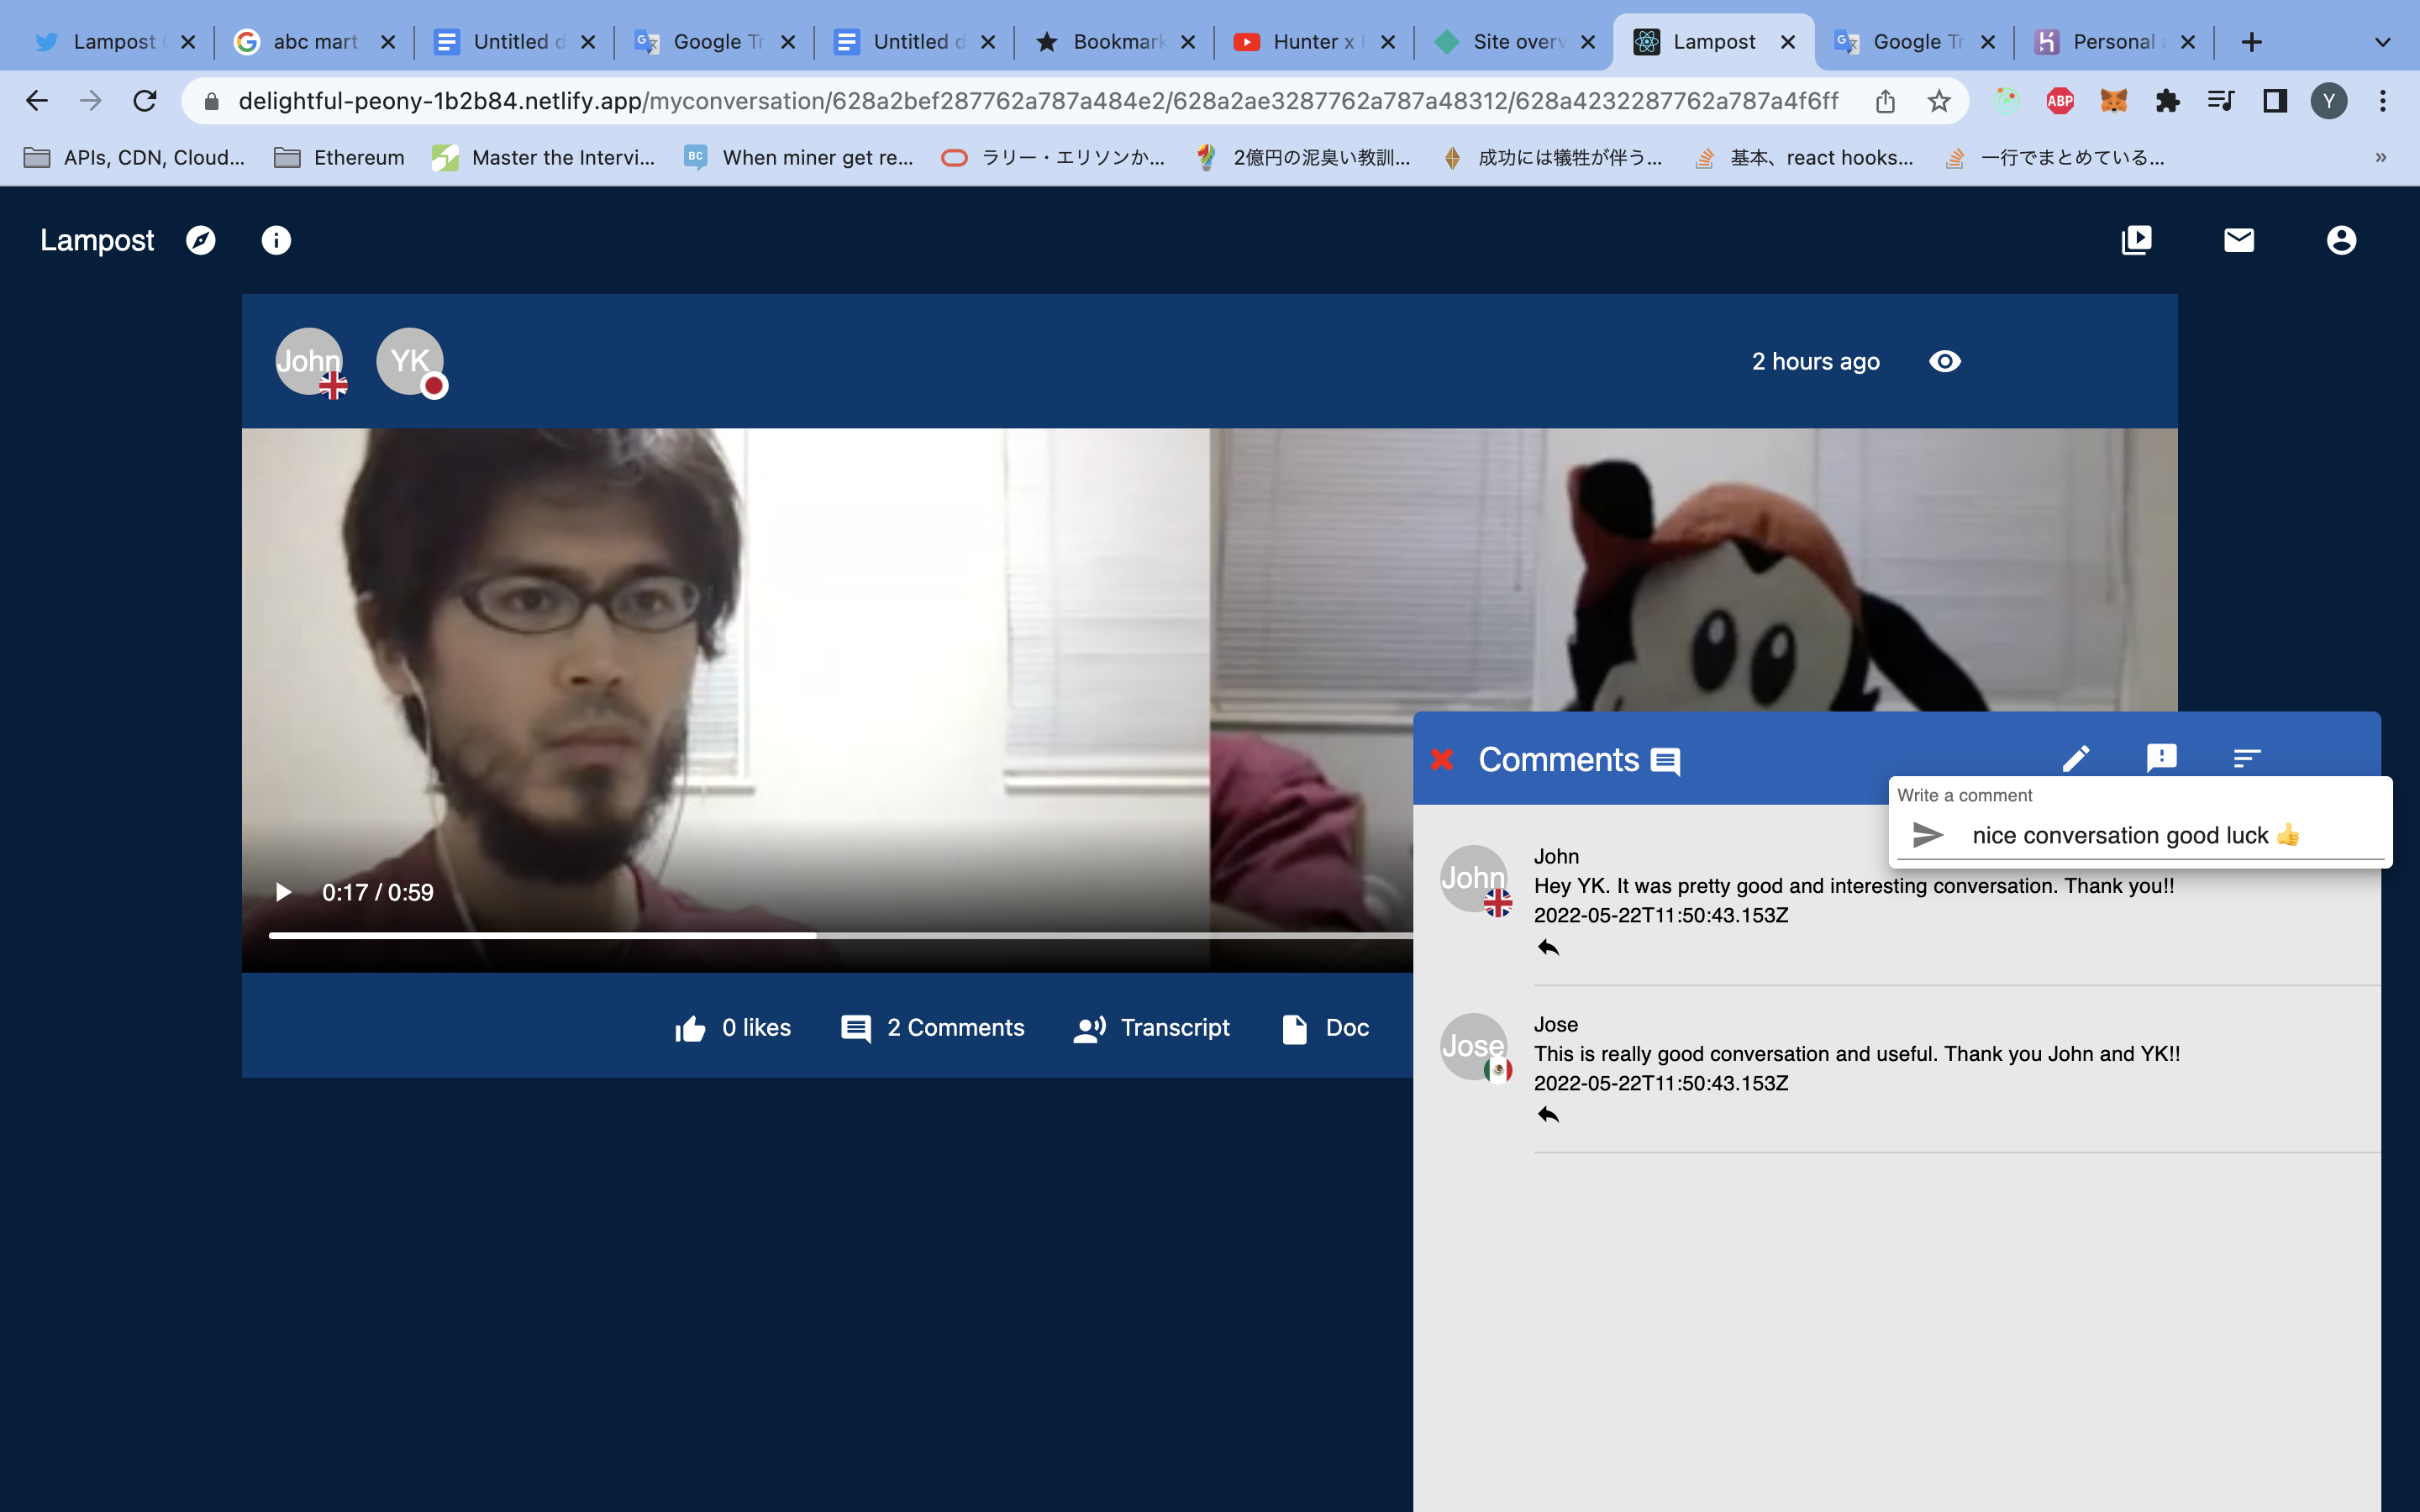 Lampost
abc mart
Untitled d
Google Tr
Untitled d
Bookmark
Hunter x
Site overv
Lampost
Google Tr
Personal
delightful-peony-1b2b84.netlify.app/myconversation/628a2bef287762a787a484e2/628a2ae3287762a787a48312/628a4232287762a787a4f6ff
ABP
Y
APIs, CDN, Cloud...
Ethereum
Master the Intervi...
BC
When miner get re...
ラリー・エリソンか...
2億円の泥臭い教訓...
成功には犠牲が伴う...
基本、react hooks...
一行でまとめている...
»
Lampost
John
YK
2 hours ago
0:17 / 0:59
0 likes
2 Comments
Transcript
Doc
Comments
Write a comment
nice conversation good luck 👍
John
John
Hey YK. It was pretty good and interesting conversation. Thank you!!
2022-05-22T11:50:43.153Z
Jose
Jose
This is really good conversation and useful. Thank you John and YK!!
2022-05-22T11:50:43.153Z